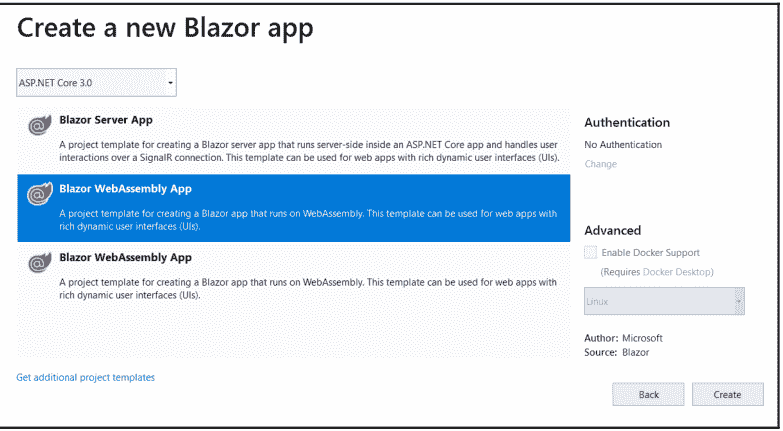 Create a new Blazor app
ASP.NET Core 3.0
Blazor Server App
A project template for creating a Blazor server app that runs server-side inside an ASP.NET Core app and handles user
interactions over a SignalR connection. This template can be used for web apps with rich dynamic user interfaces (UIs).
Blazor WebAssembly App
A project template for creating a Blazor app that runs on WebAssembly. This template can be used for web apps with
rich dynamic user interfaces (UIs).
Blazor WebAssembly App
A project template for creating a Blazor app that runs on WebAssembly. This template can be used for web apps with
rich dynamic user interfaces (UIs).
Get additional project templates
Authentication
No Authentication
Change
Advanced
Enable Docker Support
(Requires Docker Desktop)
Linux
Author: Microsoft
Source: Blazor
Back
Create